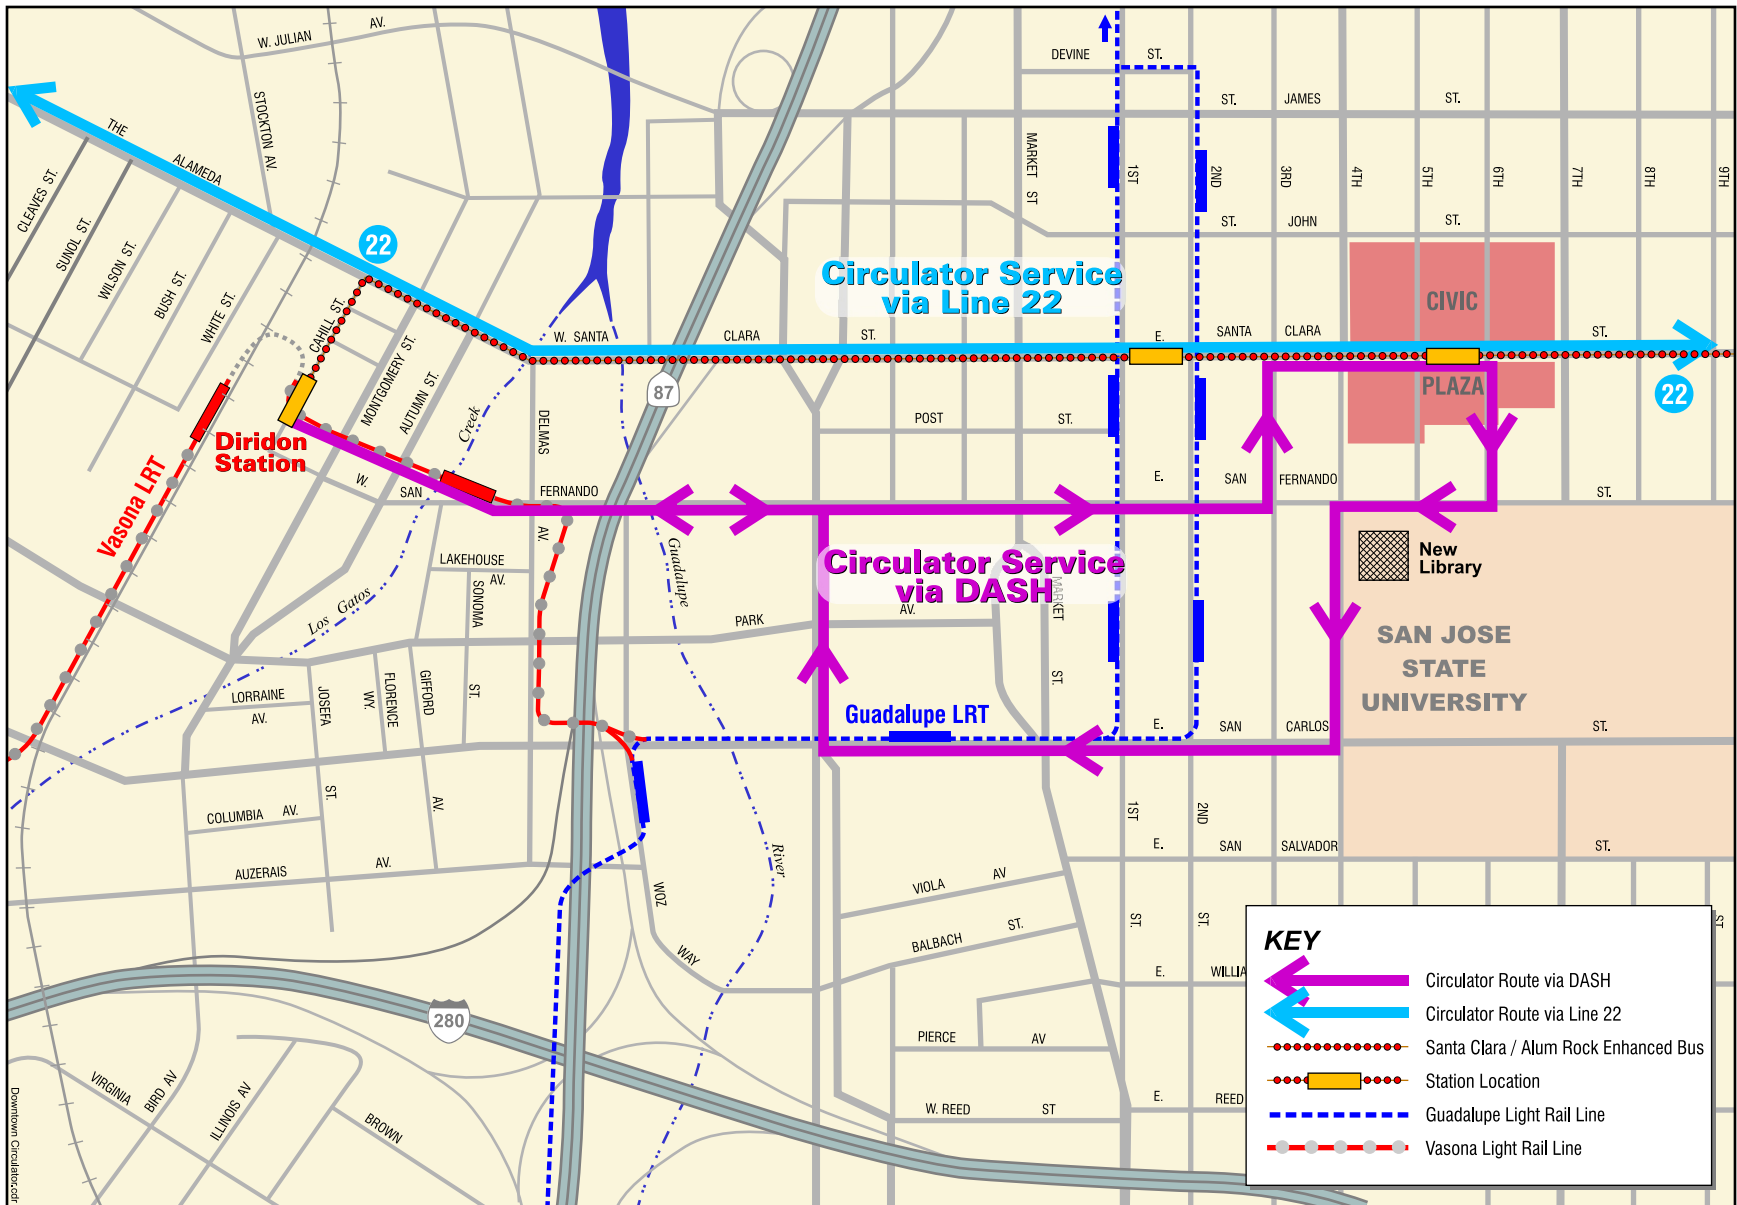 W. JULIAN
AV.
DEVINE
ST.
ST.
JAMES
ST.
THE
ALAMEDA
STOCKTON AV.
MARKET ST
1ST
2ND
3RD
4TH
5TH
6TH
7TH
8TH
9TH
CLEAVES ST.
SUNOL ST.
WILSON ST.
BUSH ST.
WHITE ST.
22
ST.
JOHN
ST.
Circulator Service
via Line 22
CIVIC
PLAZA
CAHILL ST.
W. SANTA
CLARA
ST.
E.
SANTA
CLARA
ST.
22
MONTGOMERY ST.
AUTUMN ST.
87
Creek
DELMAS
AV.
POST
ST.
Diridon
Station
Vasona LRT
W.
SAN
FERNANDO
E.
SAN
FERNANDO
ST.
LAKEHOUSE
AV.
SONOMA
ST.
Guadalupe
Circulator Service
via DASH
MARKET
ST.
New
Library
SAN JOSE
STATE
UNIVERSITY
Los Gatos
PARK
AV.
LORRAINE
AV.
JOSEFA
ST.
FLORENCE
WY.
GIFFORD
AV.
Guadalupe LRT
E.
SAN
CARLOS
ST.
COLUMBIA
AV.
1ST
2ND
River
E.
SAN
SALVADOR
ST.
AUZERAIS
AV.
WOZ
WAY
VIOLA
AV
BALBACH
ST.
ST.
ST.
ST
E.
WILLIA
280
PIERCE
AV
W. REED
ST
E.
REED
VIRGINIA
BIRD AV
ILLINOIS AV
BROWN
Downtown Circulator.cdr
KEY
Circulator Route via DASH
Circulator Route via Line 22
Santa Clara / Alum Rock Enhanced Bus
Station Location
Guadalupe Light Rail Line
Vasona Light Rail Line